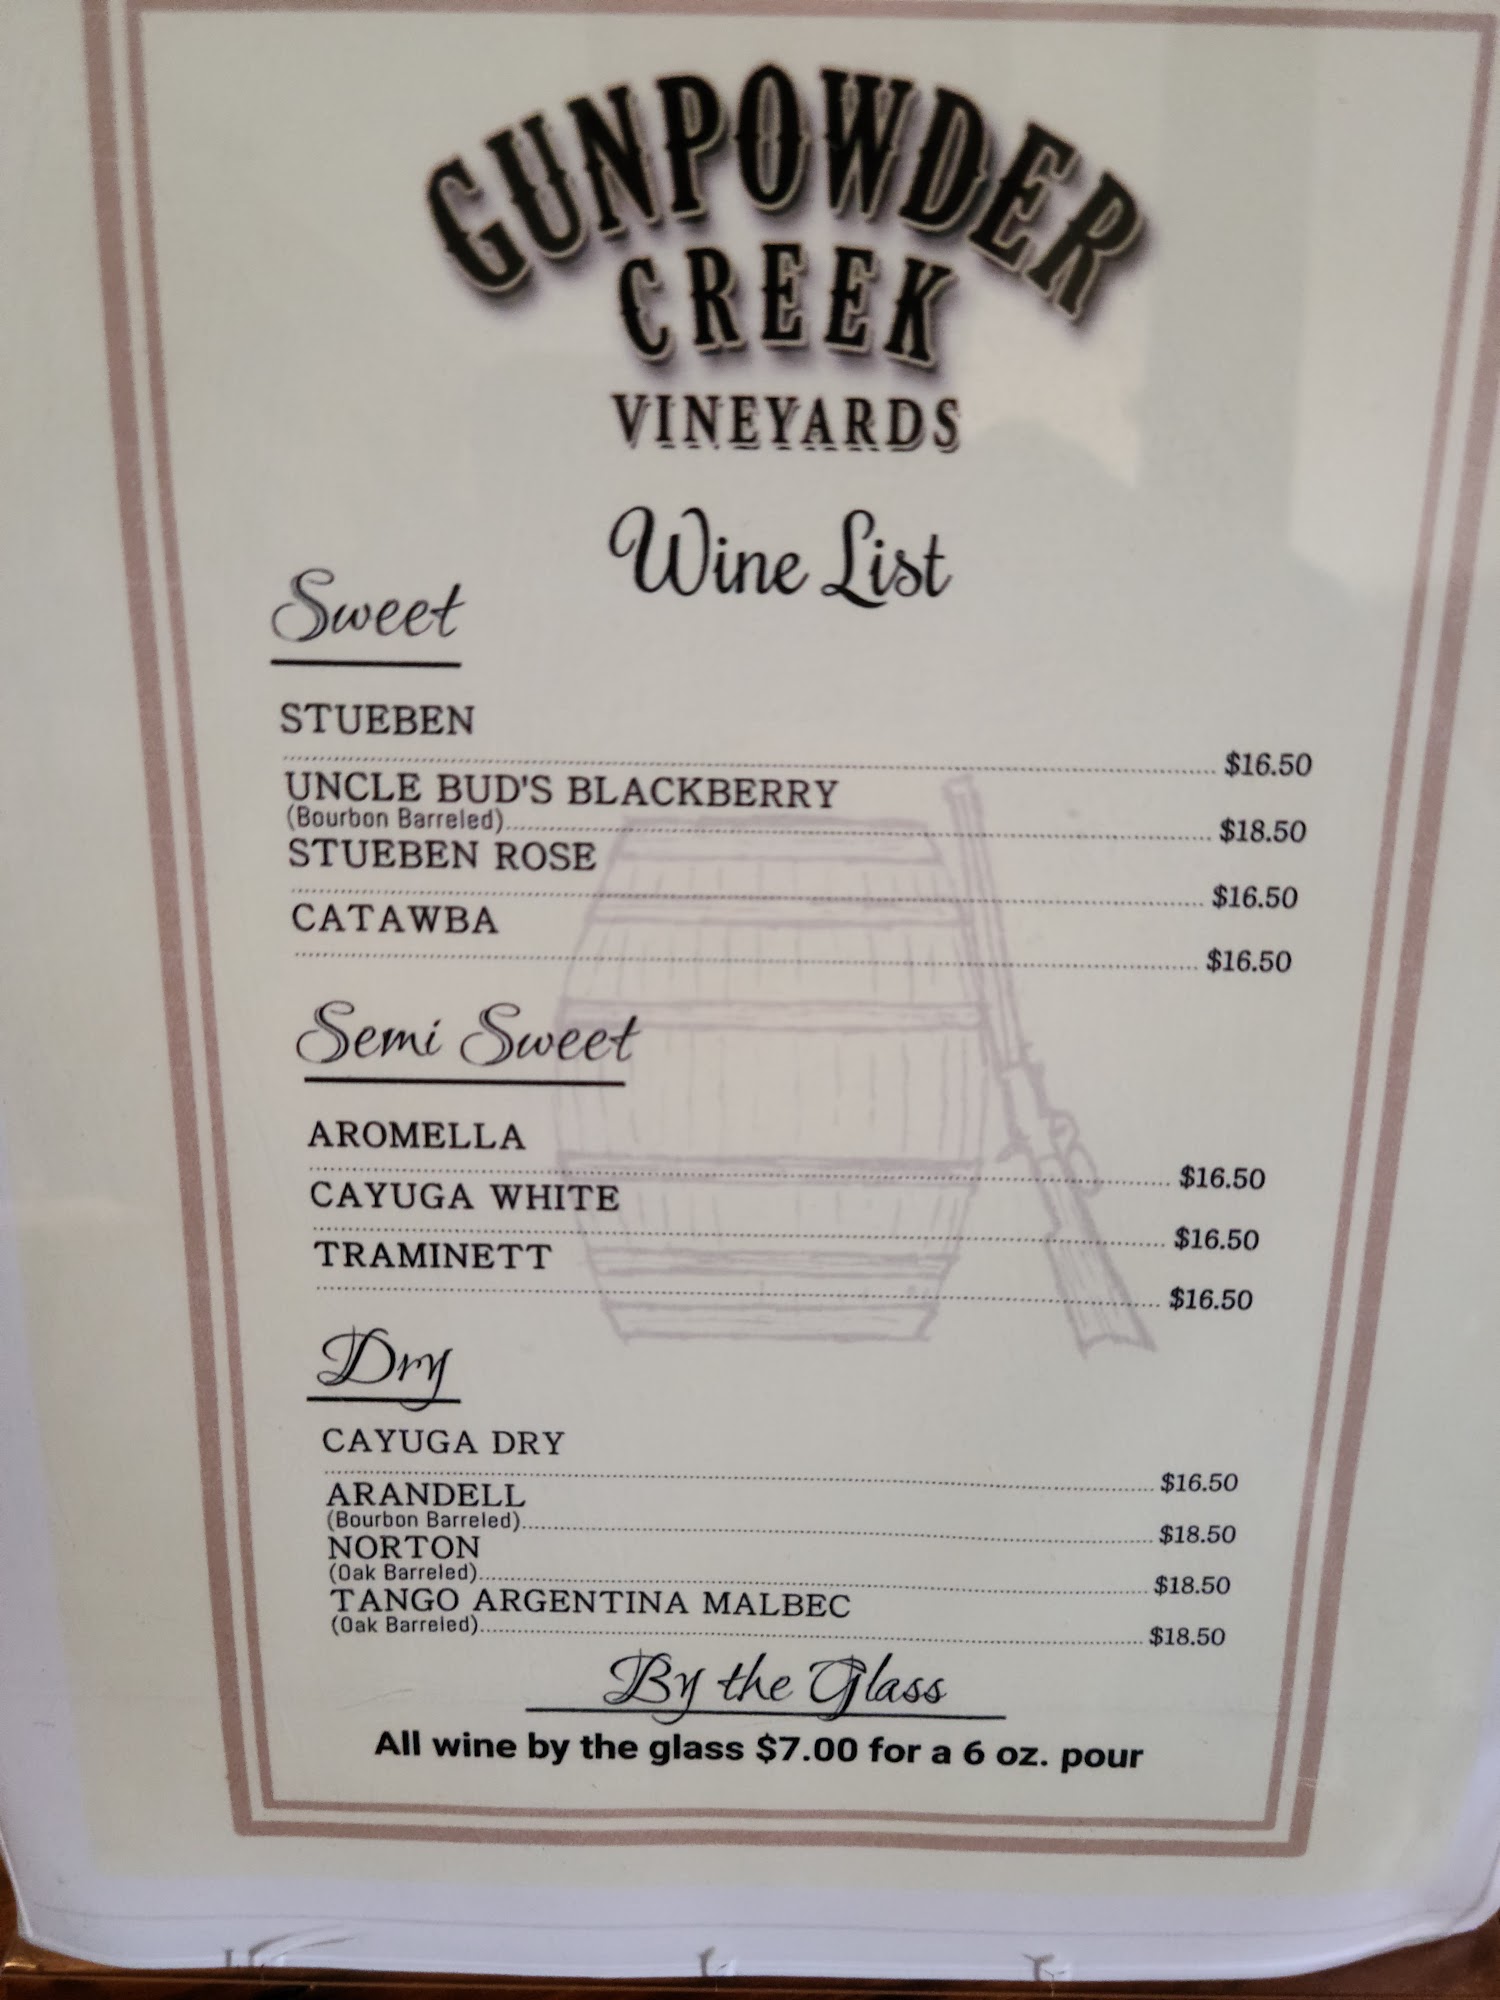 GUNPOWDER
CREEK
VINEYARDS
Wine List
Sweet
STUEBEN
$16.50
UNCLE BUD'S BLACKBERRY
(Bourbon Barreled) $18.50
STUEBEN ROSE
$16.50
CATAWBA
$16.50
Semi Sweet
AROMELLA
$16.50
CAYUGA WHITE
$16.50
TRAMINETT
$16.50
Dry
CAYUGA DRY
$16.50
ARANDELL
(Bourbon Barreled) $18.50
NORTON
(Oak Barreled) $18.50
TANGO ARGENTINA MALBEC
(Oak Barreled) $18.50
By the Glass
All wine by the glass $7.00 for a 6 oz. pour